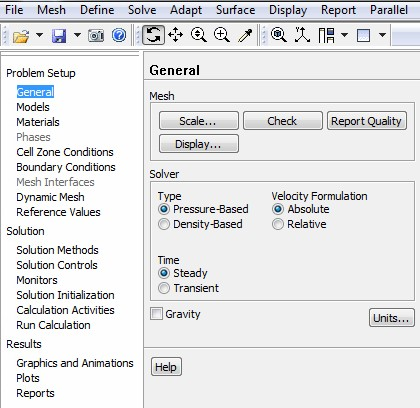 File Mesh Define Solve Adapt Surface Display Report Parallel
Problem Setup
General
Models
Materials
Phases
Cell Zone Conditions
Boundary Conditions
Mesh Interfaces
Dynamic Mesh
Reference Values
Solution
Solution Methods
Solution Controls
Monitors
Solution Initialization
Calculation Activities
Run Calculation
Results
Graphics and Animations
Plots
Reports
General
Mesh
Scale... Check Report Quality
Display...
Solver
Type Velocity Formulation
Pressure-Based Absolute
Density-Based Relative
Time
Steady
Transient
Gravity Units...
Help